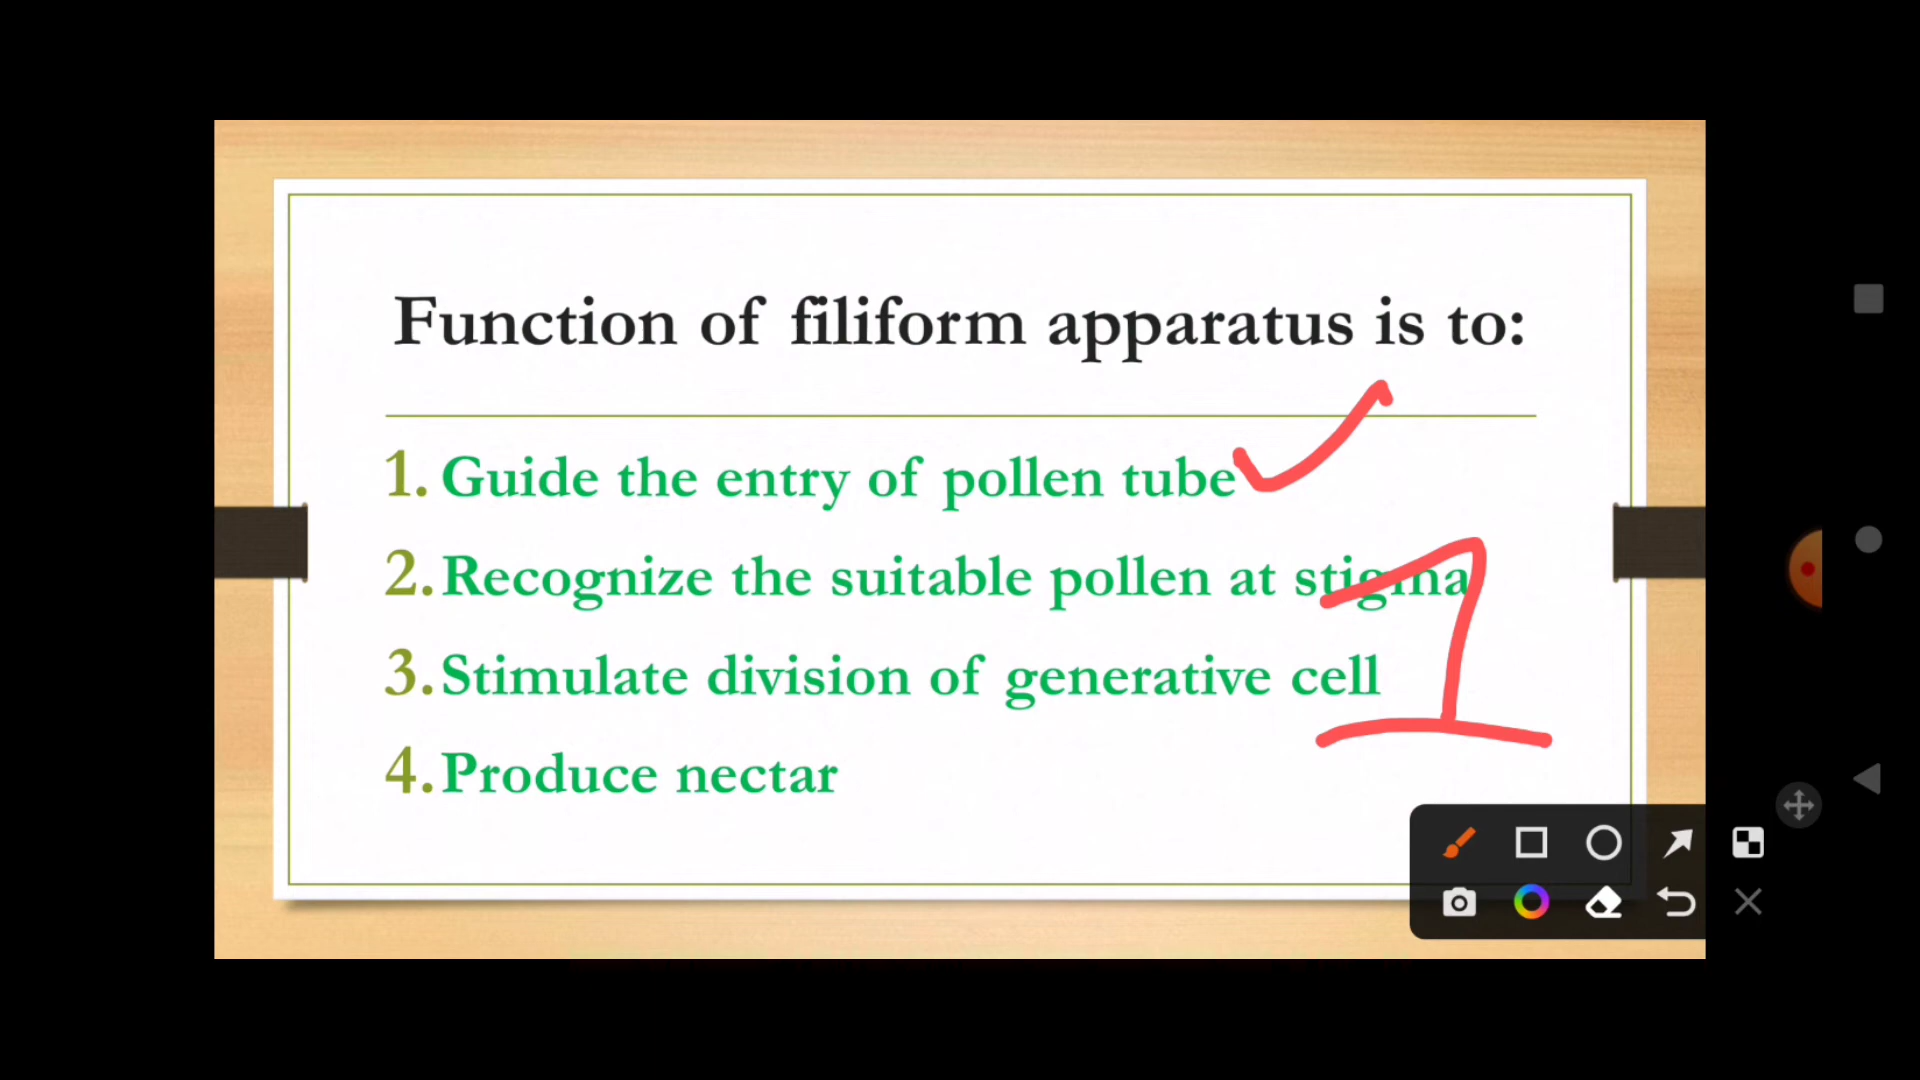 Function of filiform apparatus is to:
1. Guide the entry of pollen tube
2. Recognize the suitable pollen at stigma
3. Stimulate division of generative cell
1
4. Produce nectar